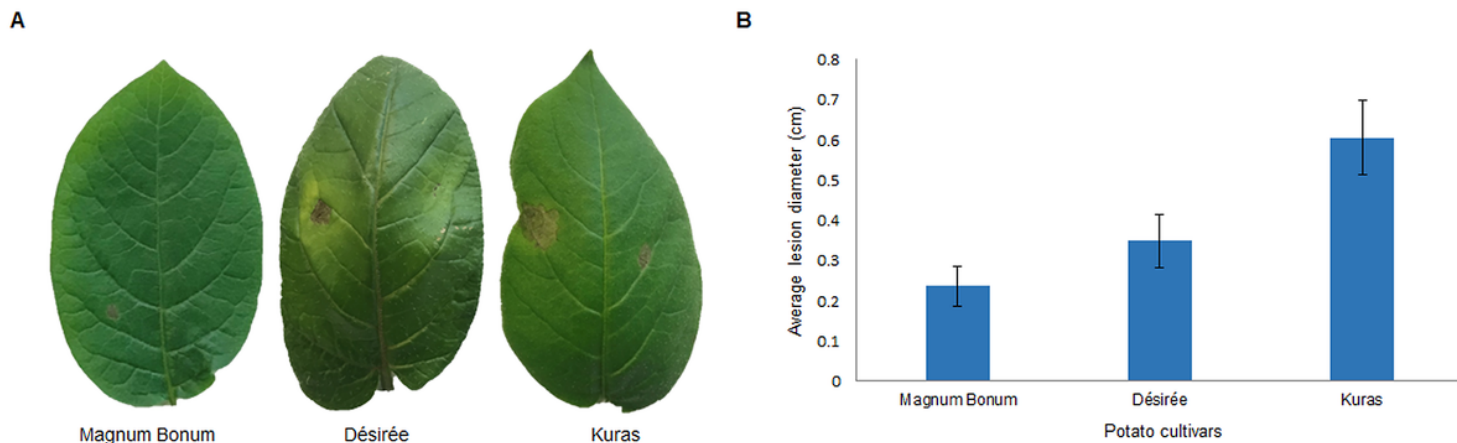 A
Magnum Bonum Désirée Kuras
B
Average lesion diameter (cm)
0.8
0.7
0.6
0.5
0.4
0.3
0.2
0.1
0
Magnum Bonum Désirée Kuras
Potato cultivars